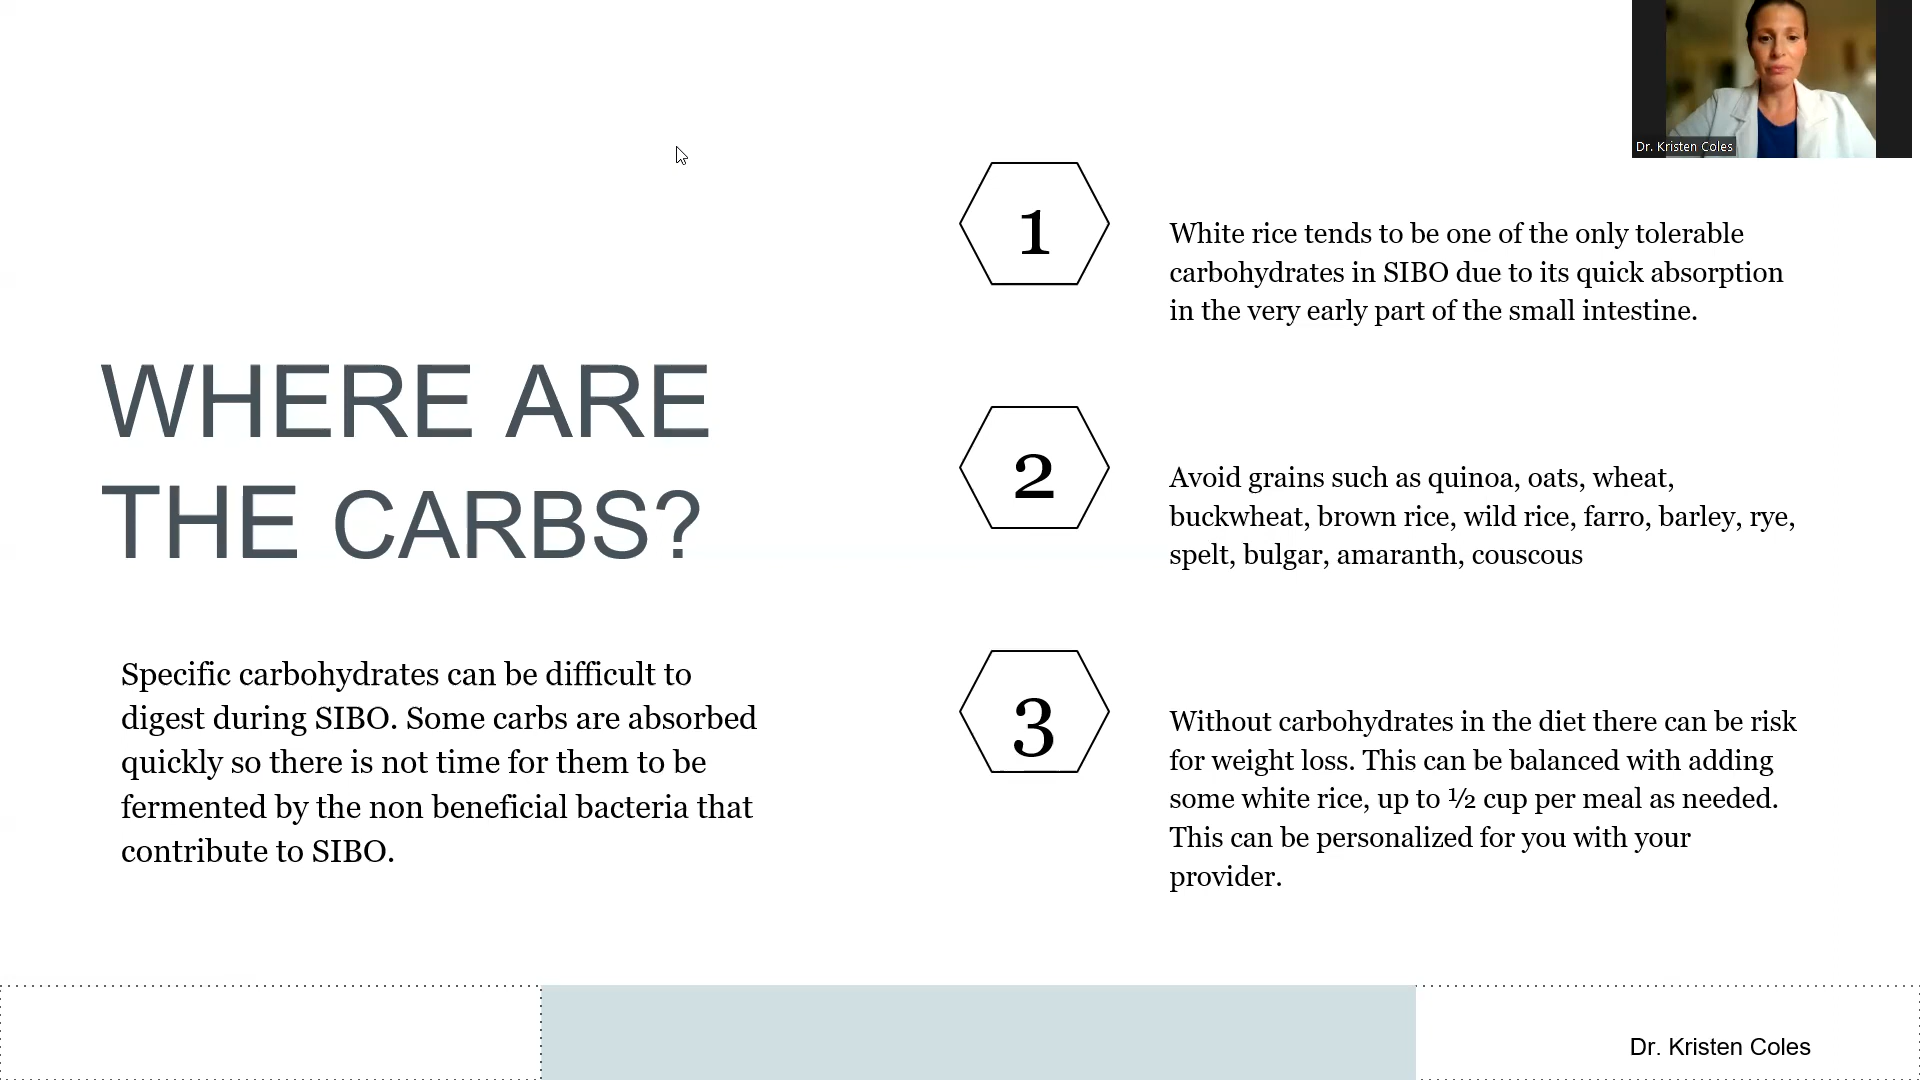 WHERE ARE
THE CARBS?
Specific carbohydrates can be difficult to
digest during SIBO. Some carbs are absorbed
quickly so there is not time for them to be
fermented by the non beneficial bacteria that
contribute to SIBO.
1
White rice tends to be one of the only tolerable
carbohydrates in SIBO due to its quick absorption
in the very early part of the small intestine.
2
Avoid grains such as quinoa, oats, wheat,
buckwheat, brown rice, wild rice, farro, barley, rye,
spelt, bulgar, amaranth, couscous
3
Without carbohydrates in the diet there can be risk
for weight loss. This can be balanced with adding
some white rice, up to ½ cup per meal as needed.
This can be personalized for you with your
provider.
Dr. Kristen Coles
Dr. Kristen Coles